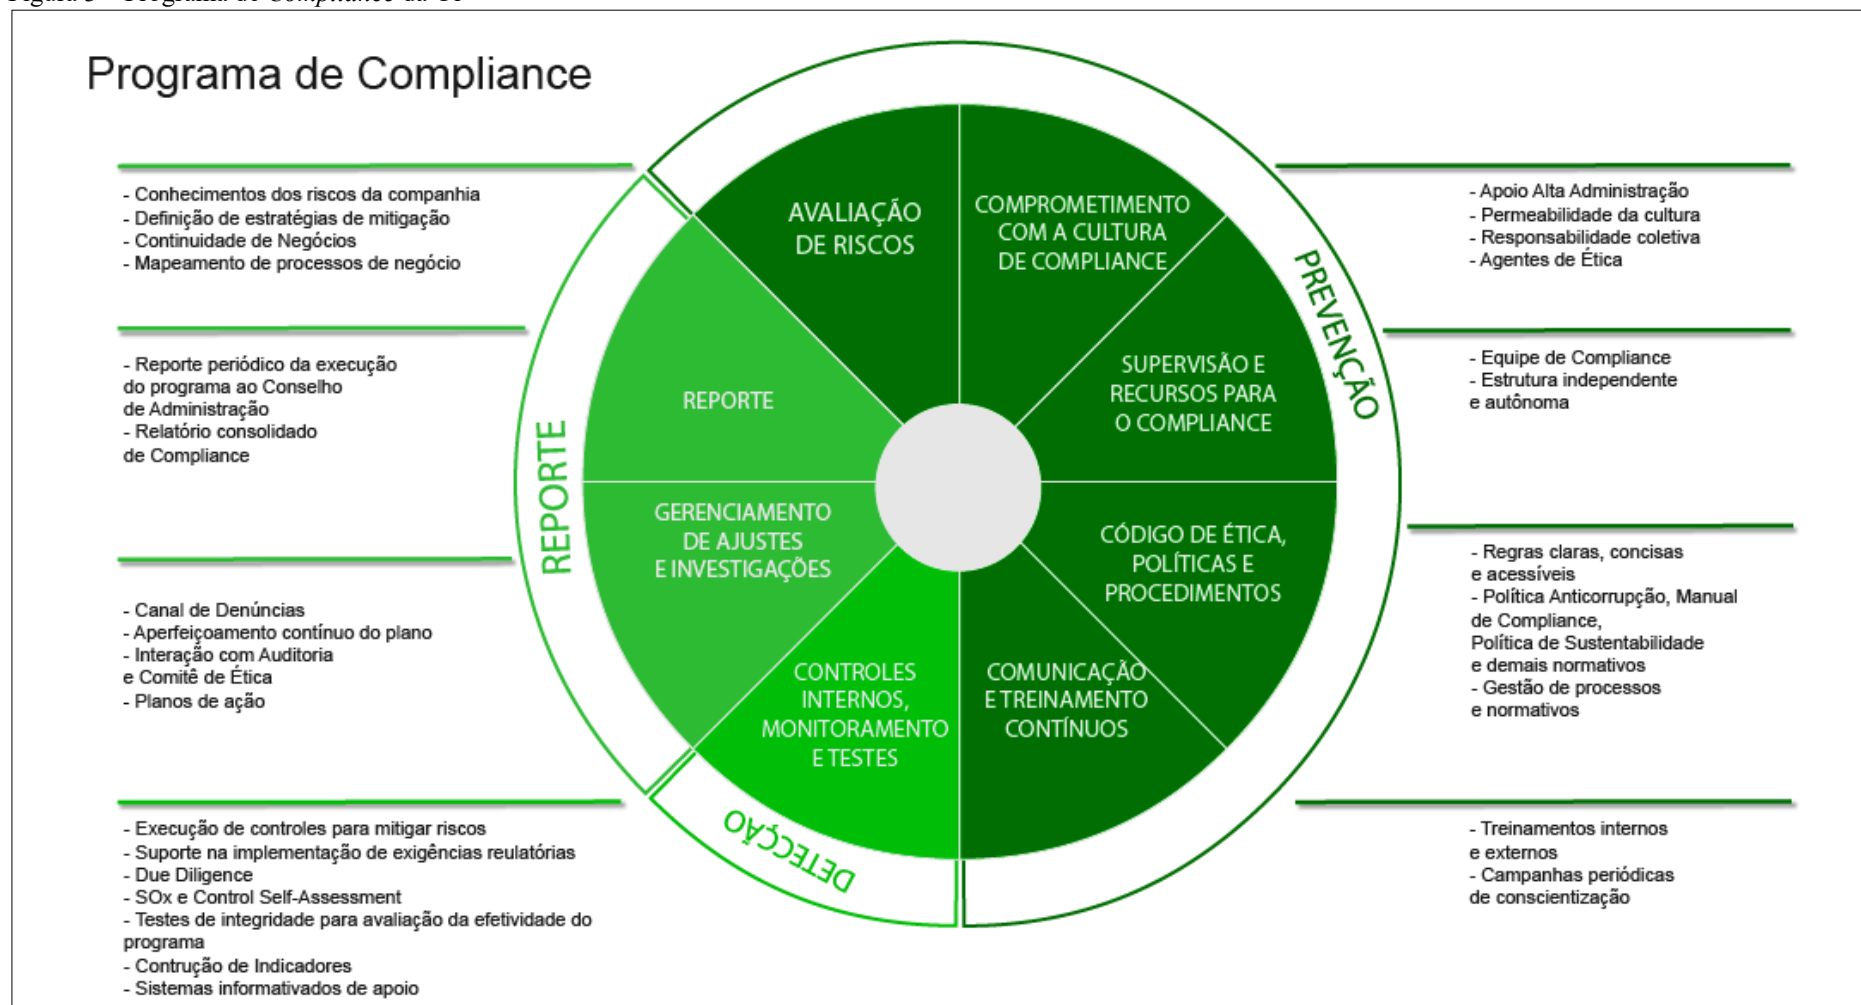 Programa de Compliance
- Conhecimentos dos riscos da companhia
- Definição de estratégias de mitigação
- Continuidade de Negócios
- Mapeamento de processos de negócio
- Reporte periódico da execução
do programa ao Conselho
de Administração
- Relatório consolidado
de Compliance
- Canal de Denúncias
- Aperfeiçoamento contínuo do plano
- Interação com Auditoria
e Comitê de Ética
- Planos de ação
- Execução de controles para mitigar riscos
- Suporte na implementação de exigências reulatórias
- Due Diligence
- SOx e Control Self-Assessment
- Testes de integridade para avaliação da efetividade do
programa
- Contrução de Indicadores
- Sistemas informativados de apoio
REPORTE
DETECÇÃO
PREVENÇÃO
AVALIAÇÃO
DE RISCOS
COMPROMETIMENTO
COM A CULTURA
DE COMPLIANCE
SUPERVISÃO E
RECURSOS PARA
O COMPLIANCE
CÓDIGO DE ÉTICA,
POLÍTICAS E
PROCEDIMENTOS
COMUNICAÇÃO
E TREINAMENTO
CONTÍNUOS
CONTROLES
INTERNOS,
MONITORAMENTO
E TESTES
GERENCIAMENTO
DE AJUSTES
E INVESTIGAÇÕES
REPORTE
- Apoio Alta Administração
- Permeabilidade da cultura
- Responsabilidade coletiva
- Agentes de Ética
- Equipe de Compliance
- Estrutura independente
e autônoma
- Regras claras, concisas
e acessíveis
- Política Anticorrupção, Manual
de Compliance,
Política de Sustentabilidade
e demais normativos
- Gestão de processos
e normativos
- Treinamentos internos
e externos
- Campanhas periódicas
de conscientização